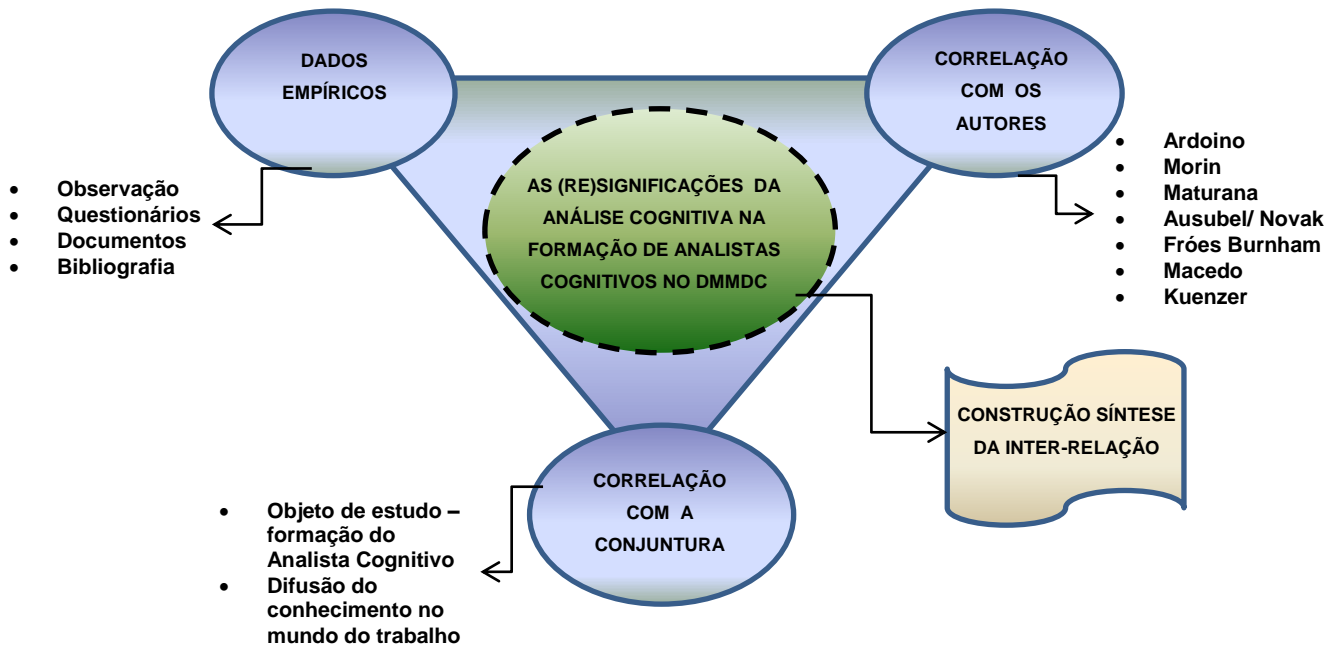 DADOS
EMPÍRICOS
CORRELAÇÃO
COM OS
AUTORES
• Observação
• Questionários
• Documentos
• Bibliografia
AS (RE)SIGNIFICAÇÕES DA
ANÁLISE COGNITIVA NA
FORMAÇÃO DE ANALISTAS
COGNITIVOS NO DMMDC
• Ardoino
• Morin
• Maturana
• Ausubel/ Novak
• Fróes Burnham
• Macedo
• Kuenzer
CONSTRUÇÃO SÍNTESE
DA INTER-RELAÇÃO
CORRELAÇÃO
COM A
CONJUNTURA
• Objeto de estudo –
formação do
Analista Cognitivo
• Difusão do
conhecimento no
mundo do trabalho